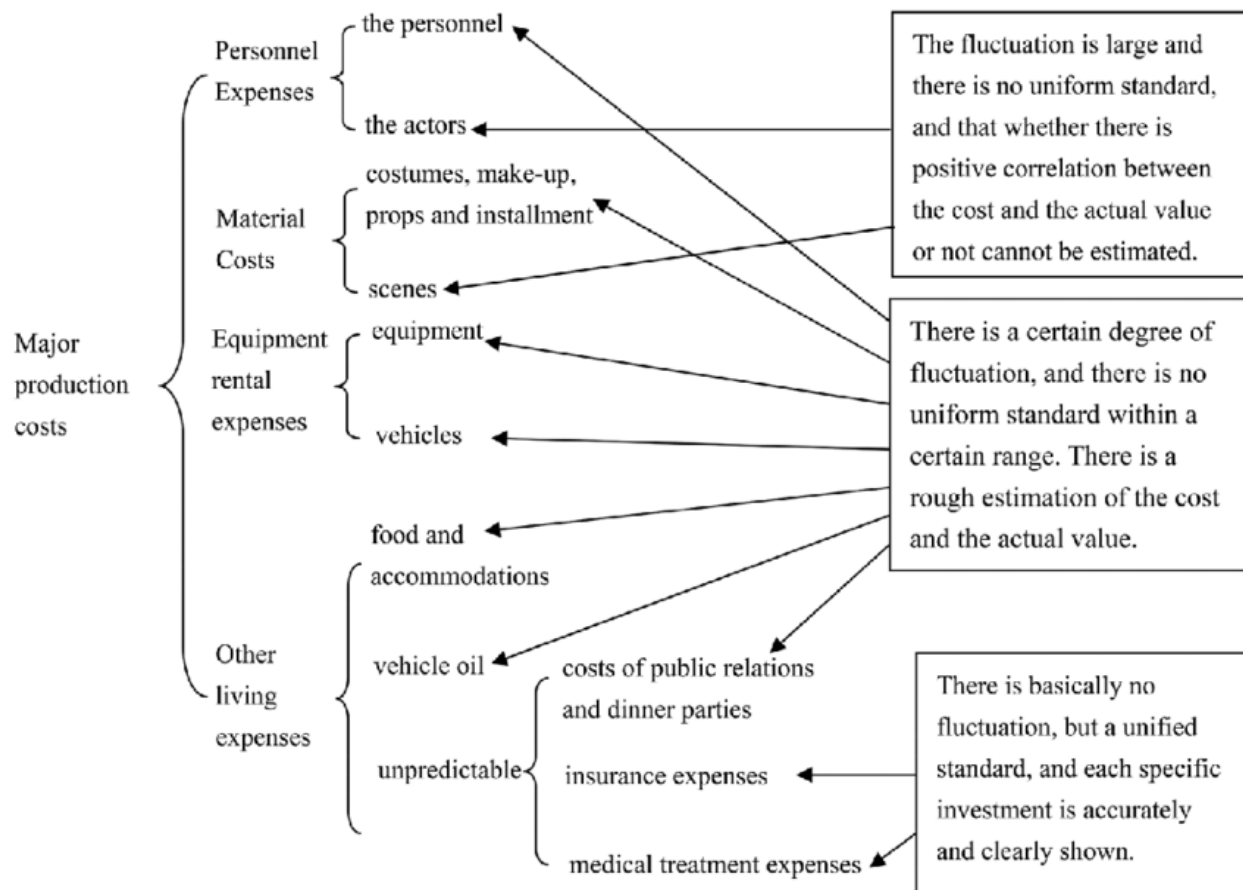 Major
production
costs
Personnel
Expenses
the personnel
the actors
Material
Costs
costumes, make-up,
props and installment
scenes
Equipment
rental
expenses
equipment
vehicles
Other
living
expenses
food and
accommodations
vehicle oil
unpredictable
costs of public relations
and dinner parties
insurance expenses
medical treatment expenses
The fluctuation is large and
there is no uniform standard,
and that whether there is
positive correlation between
the cost and the actual value
or not cannot be estimated.
There is a certain degree of
fluctuation, and there is no
uniform standard within a
certain range. There is a
rough estimation of the cost
and the actual value.
There is basically no
fluctuation, but a unified
standard, and each specific
investment is accurately
and clearly shown.